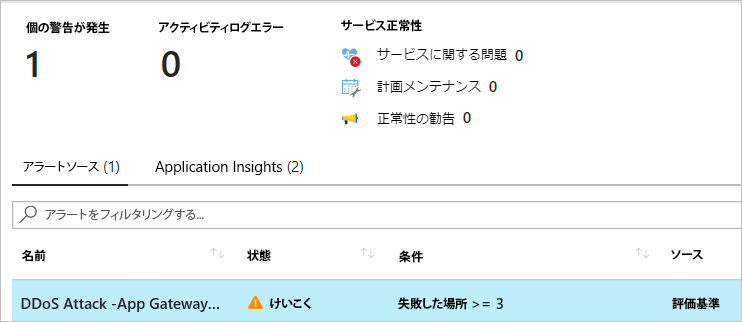 個の警告が発生
1
アクティビティログエラー
0
サービス正常性
サービスに関する問題 0
計画メンテナンス 0
正常性の勧告 0
アラートソース (1) Application Insights (2)
アラートをフィルタリングする...
名前 状態 条件 ソース
DDoS Attack -App Gateway... けいこく 失敗した場所 >= 3 評価基準